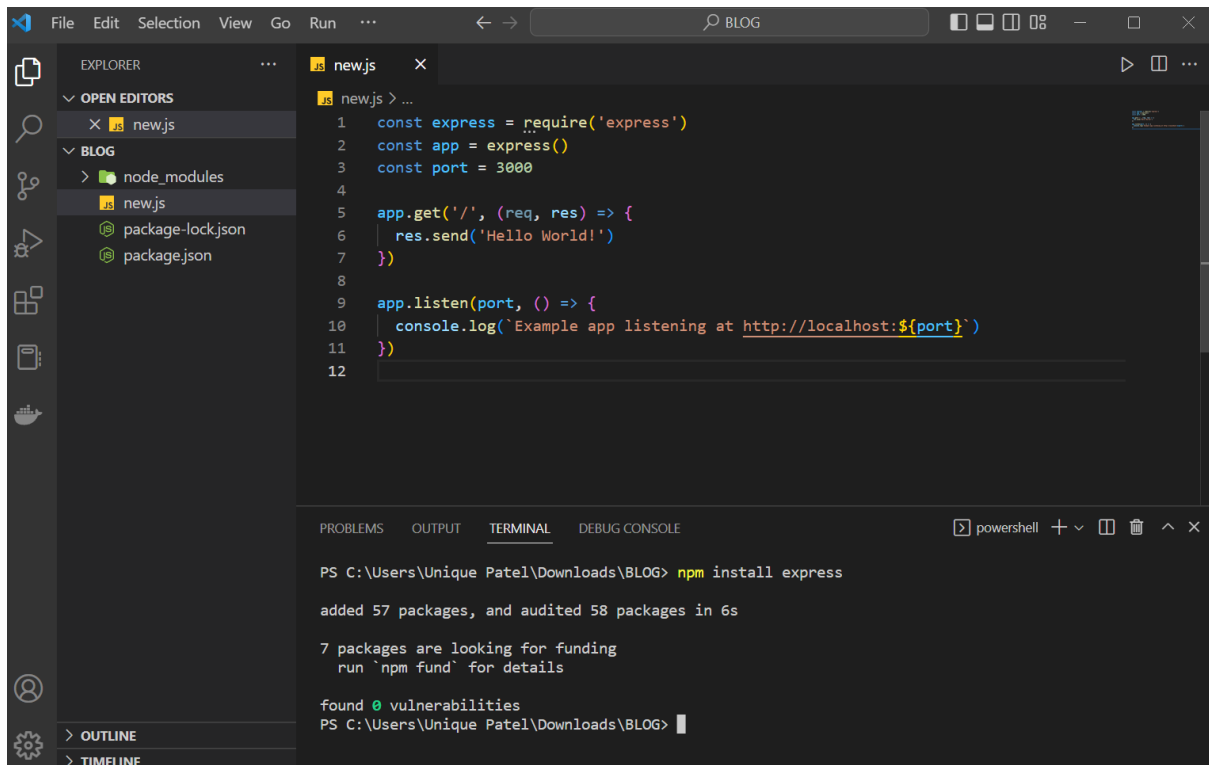 File Edit Selection View Go Run ··· BLOG
EXPLORER ···
OPEN EDITORS
JS new.js
BLOG
node_modules
JS new.js
package-lock.json
package.json
OUTLINE
TIMELINE
JS new.js
JS new.js > ...
1 const express = require('express')
2 const app = express()
3 const port = 3000
4
5 app.get('/', (req, res) => {
6 res.send('Hello World!')
7 })
8
9 app.listen(port, () => {
10 console.log(`Example app listening at http://localhost:${port}`)
11 })
12
PROBLEMS OUTPUT TERMINAL DEBUG CONSOLE powershell
PS C:\Users\Unique Patel\Downloads\BLOG> npm install express
added 57 packages, and audited 58 packages in 6s
7 packages are looking for funding
run `npm fund` for details
found 0 vulnerabilities
PS C:\Users\Unique Patel\Downloads\BLOG>